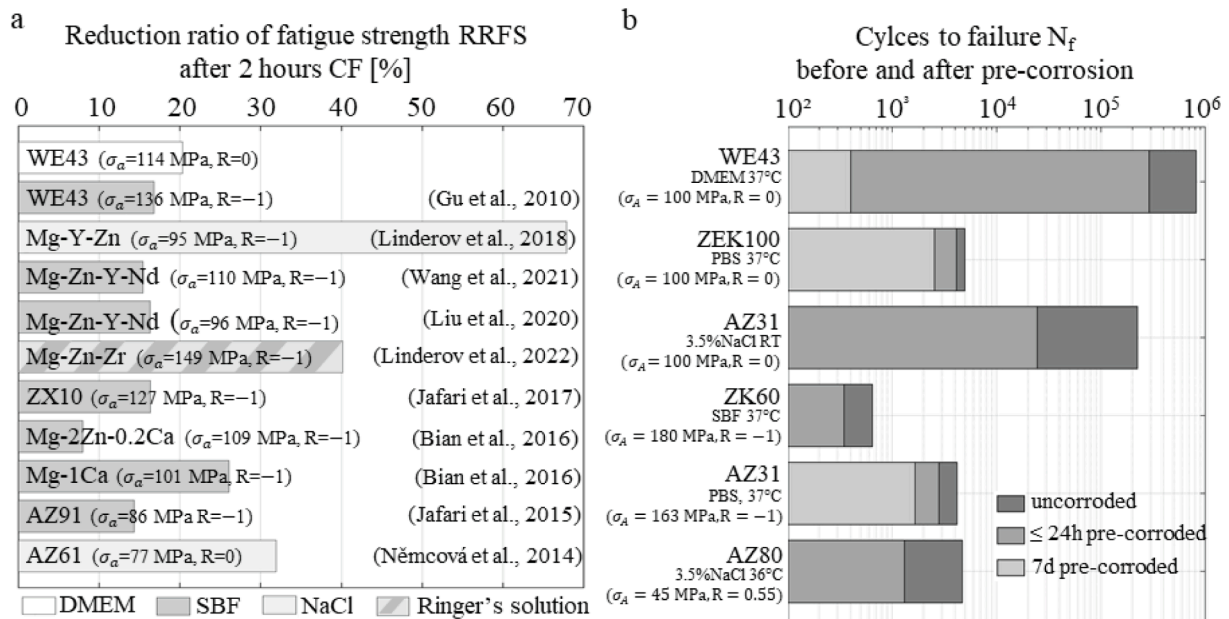 a
Reduction ratio of fatigue strength RRFS
after 2 hours CF [%]
0 10 20 30 40 50 60 70
WE43 (σa=114 MPa, R=0)
WE43 (σa=136 MPa, R=−1) (Gu et al., 2010)
Mg-Y-Zn (σa=95 MPa, R=−1) (Linderov et al., 2018)
Mg-Zn-Y-Nd (σa=110 MPa, R=−1) (Wang et al., 2021)
Mg-Zn-Y-Nd (σa=96 MPa, R=−1) (Liu et al., 2020)
Mg-Zn-Zr (σa=149 MPa, R=−1) (Linderov et al., 2022)
ZX10 (σa=127 MPa, R=−1) (Jafari et al., 2017)
Mg-2Zn-0.2Ca (σa=109 MPa, R=−1) (Bian et al., 2016)
Mg-1Ca (σa=101 MPa, R=−1) (Bian et al., 2016)
AZ91 (σa=86 MPa R=−1) (Jafari et al., 2015)
AZ61 (σa=77 MPa, R=0) (Němcová et al., 2014)
DMEM SBF NaCl Ringer's solution
b
Cylces to failure Nf
before and after pre-corrosion
10² 10³ 10⁴ 10⁵ 10⁶
WE43
DMEM 37°C
(σA = 100 MPa, R = 0)
ZEK100
PBS 37°C
(σA = 100 MPa, R = 0)
AZ31
3.5%NaCl RT
(σA = 100 MPa, R = 0)
ZK60
SBF 37°C
(σA = 180 MPa, R = −1)
AZ31
PBS, 37°C
(σA = 163 MPa, R = −1)
AZ80
3.5%NaCl 36°C
(σA = 45 MPa, R = 0.55)
uncorroded
≤ 24h pre-corroded
7d pre-corroded